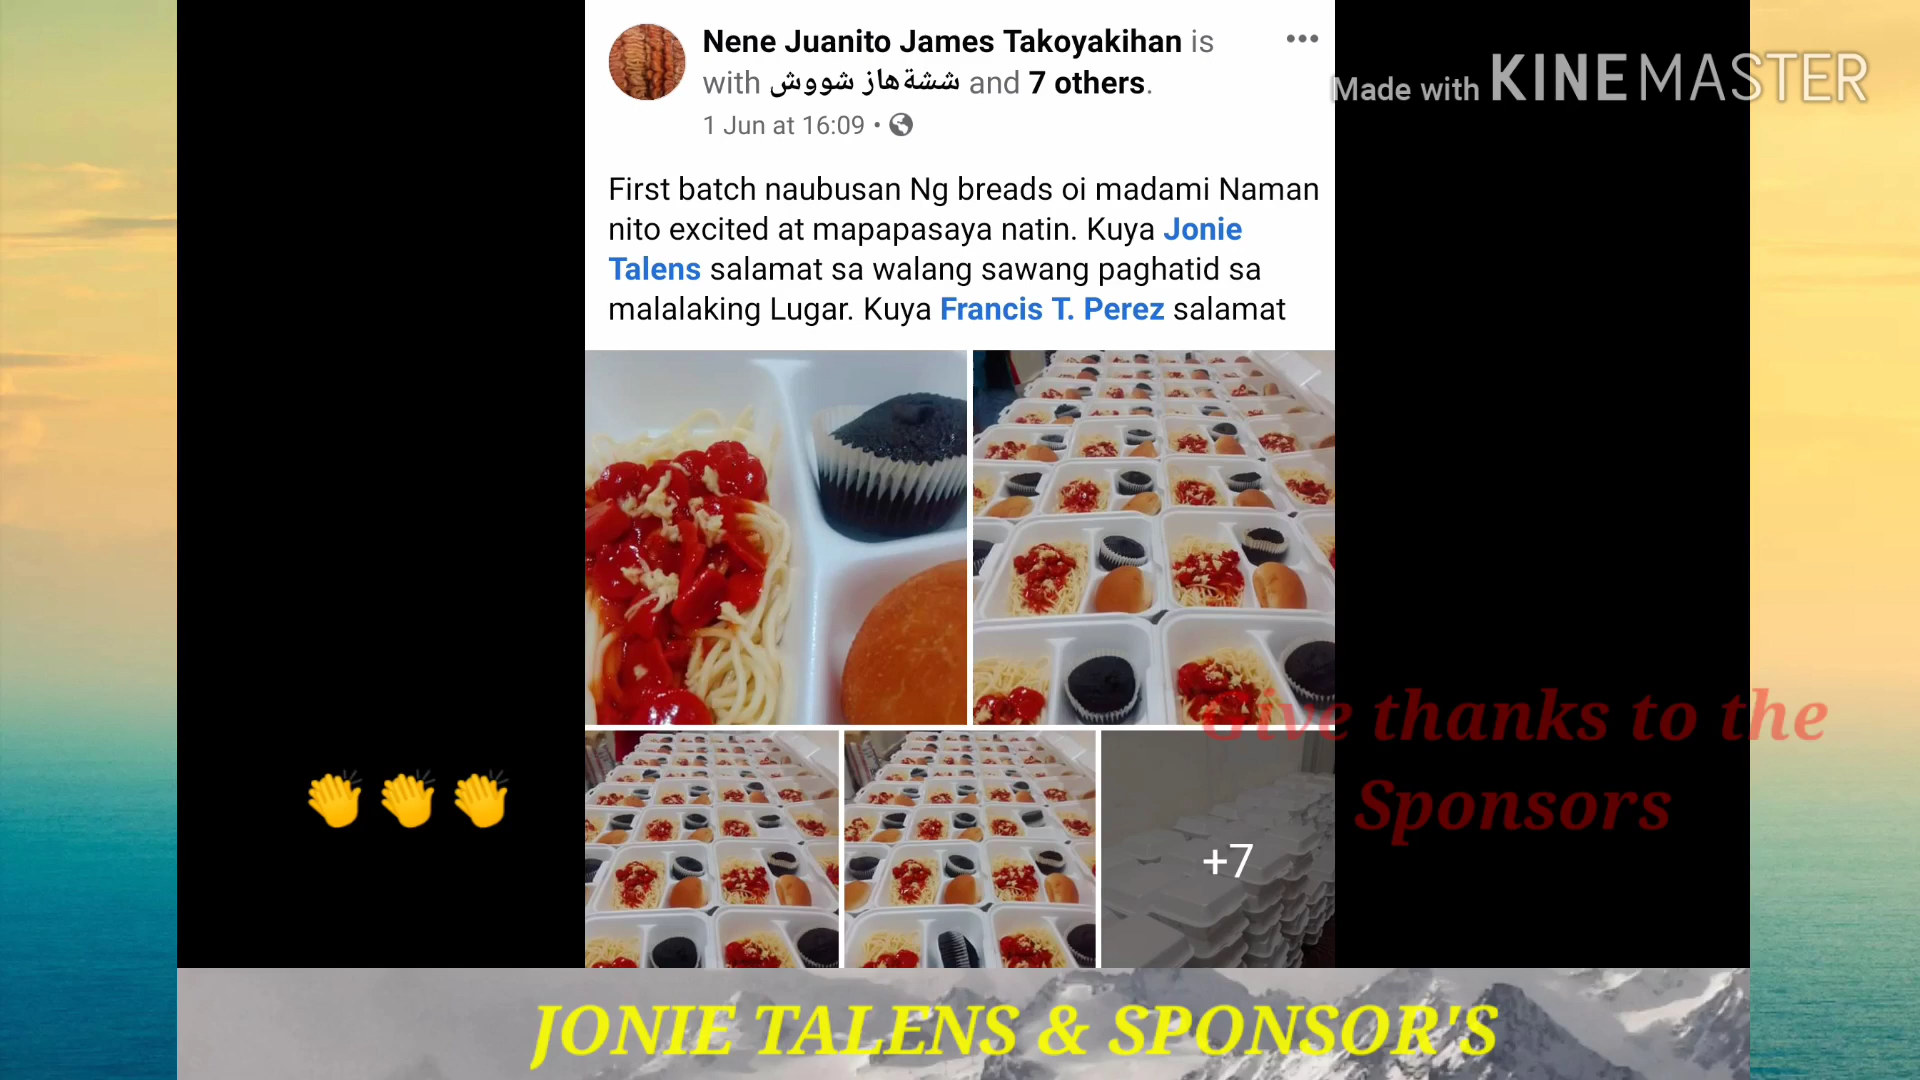 Nene Juanito James Takoyakihan is
with ششةهاز شووش and 7 others.
1 Jun at 16:09 •
Made with KINEMASTER
First batch naubusan Ng breads oi madami Naman
nito excited at mapapasaya natin. Kuya Jonie
Talens salamat sa walang sawang paghatid sa
malalaking Lugar. Kuya Francis T. Perez salamat
+7
Give thanks to the
Sponsors
👏👏👏
JONIE TALENS & SPONSOR'S